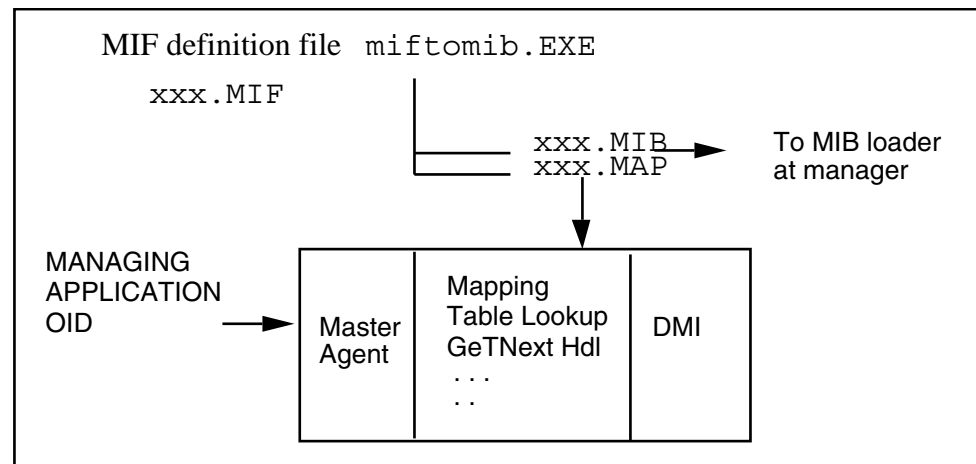 MIF definition file miftomib.EXE
xxx.MIF
xxx.MIB
xxx.MAP
To MIB loader
at manager
MANAGING
APPLICATION
OID
Master
Agent
Mapping
Table Lookup
GeTNext Hdl
...
..
DMI